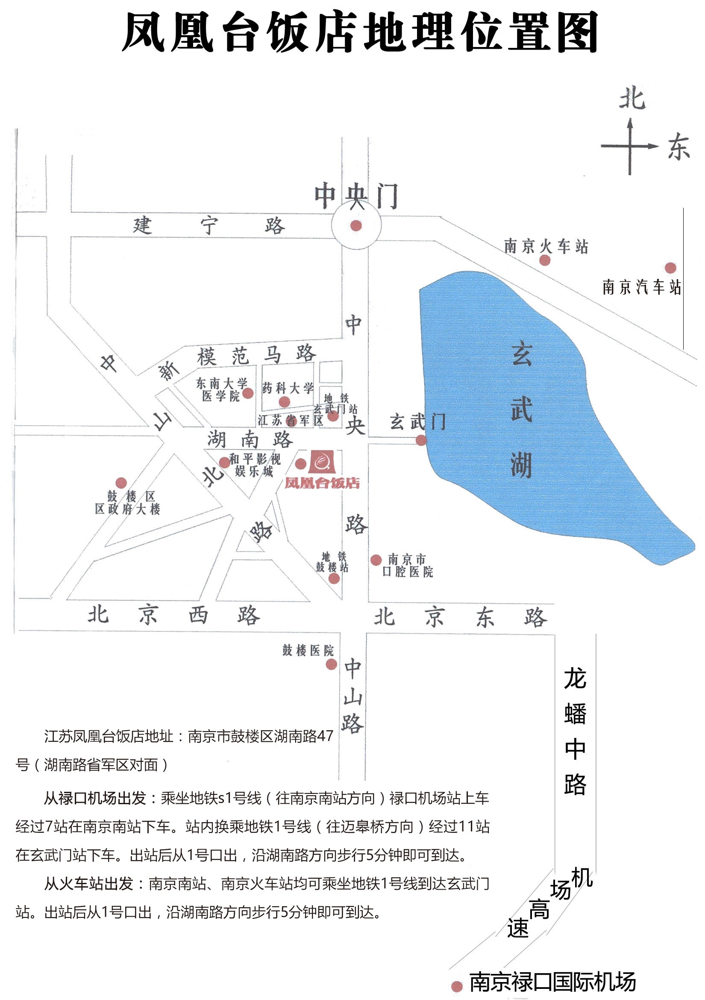 凤凰台饭店地理位置图
北
东
中央门
建宁路
南京火车站
南京汽车站
中央路
玄武湖
中山北路
新模范马路
东南大学
医学院
药科大学
地铁
玄武门站
江苏省军区
玄武门
湖南路
和平影视
娱乐城
凤凰台饭店
鼓楼区
区政府大楼
地铁
鼓楼站
南京市
口腔医院
北京西路
北京东路
鼓楼医院
中山路
龙蟠中路
江苏凤凰台饭店地址：南京市鼓楼区湖南路47
号（湖南路省军区对面）
从禄口机场出发：乘坐地铁s1号线（往南京南站方向）禄口机场站上车
经过7站在南京南站下车。站内换乘地铁1号线（往迈皋桥方向）经过11站
在玄武门站下车。出站后从1号口出，沿湖南路方向步行5分钟即可到达。
从火车站出发：南京南站、南京火车站均可乘坐地铁1号线到达玄武门
站。出站后从1号口出，沿湖南路方向步行5分钟即可到达。
机场高速
南京禄口国际机场